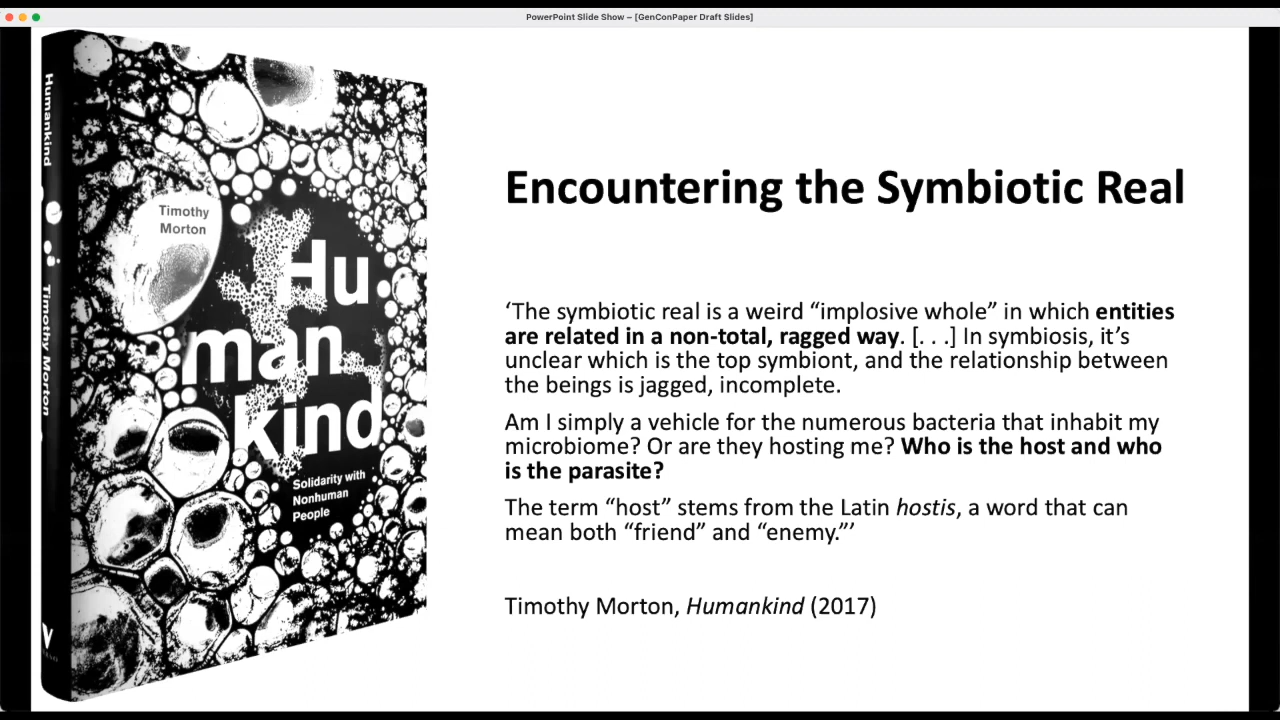 PowerPoint Slide Show – [GenConPaper Draft Slides]
Humankind
Timothy Morton
Timothy
Morton
Hu
man
kind
Solidarity with
Nonhuman
People
Encountering the Symbiotic Real
‘The symbiotic real is a weird “implosive whole” in which entities
are related in a non-total, ragged way. [. . .] In symbiosis, it’s
unclear which is the top symbiont, and the relationship between
the beings is jagged, incomplete.
Am I simply a vehicle for the numerous bacteria that inhabit my
microbiome? Or are they hosting me? Who is the host and who
is the parasite?
The term “host” stems from the Latin hostis, a word that can
mean both “friend” and “enemy.”’
Timothy Morton, Humankind (2017)